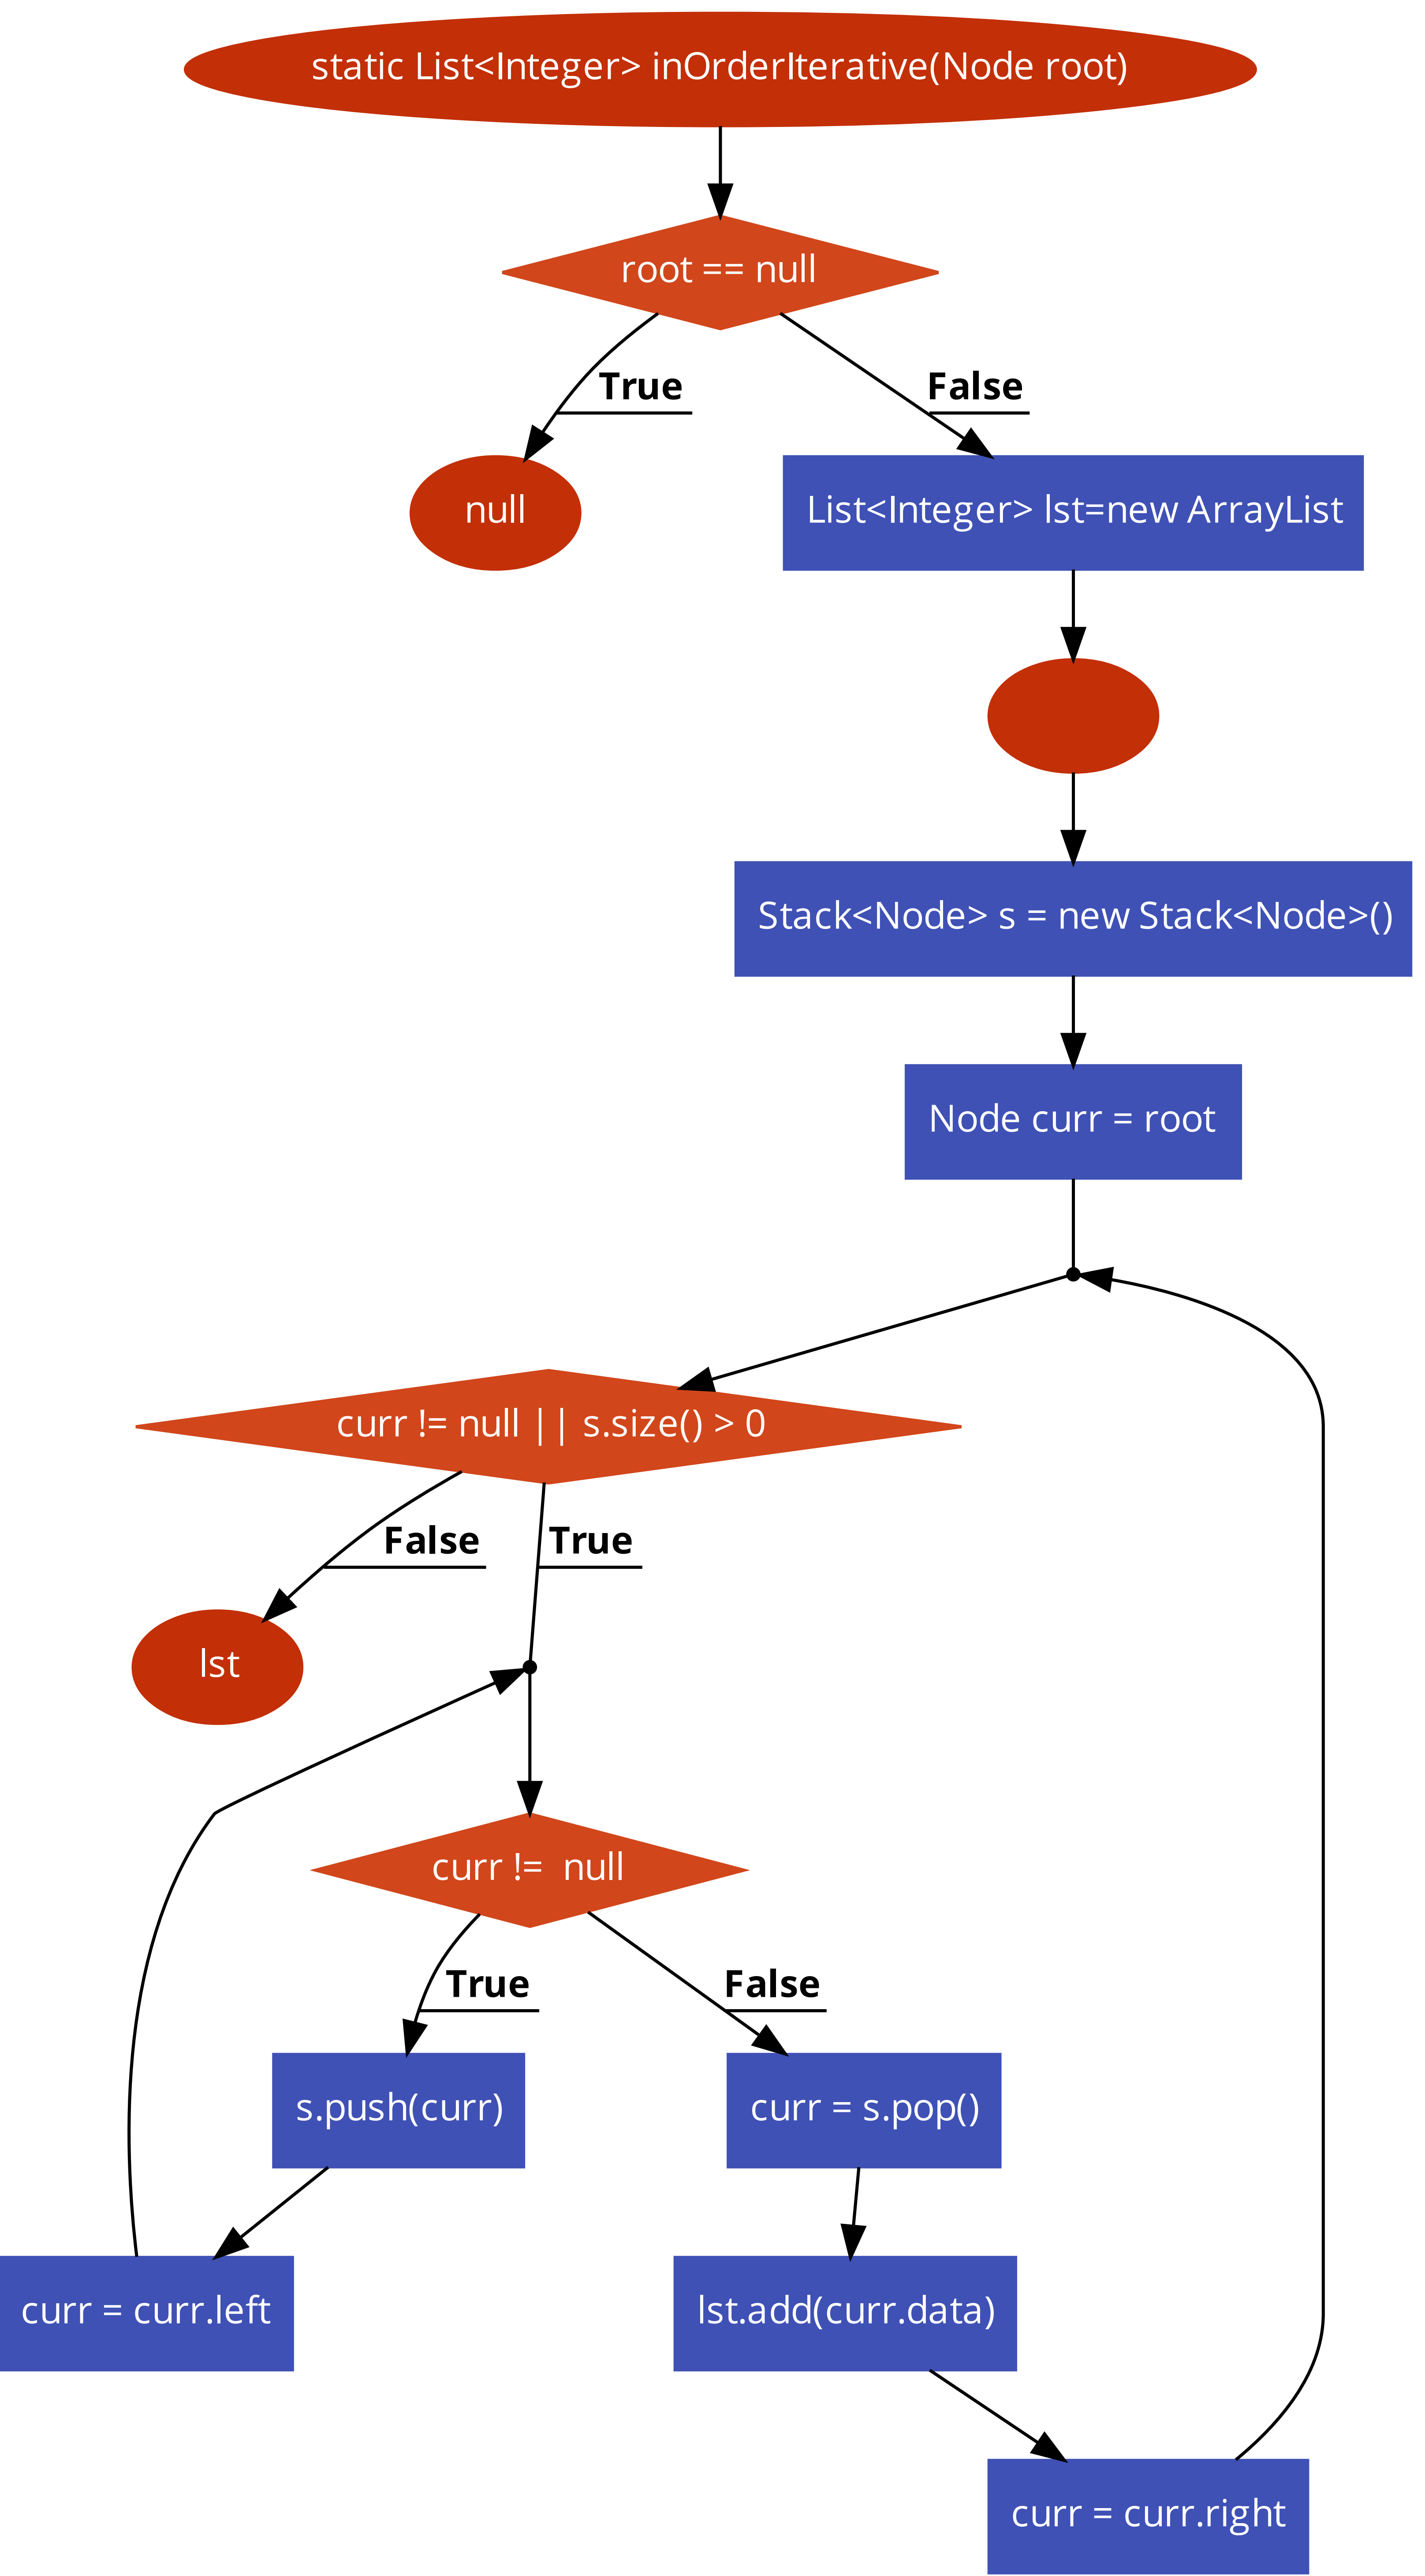 static List<Integer> inOrderIterative(Node root)
root == null
True
False
null
List<Integer> lst=new ArrayList
Stack<Node> s = new Stack<Node>()
Node curr = root
curr != null || s.size() > 0
False
True
lst
curr !=  null
True
False
s.push(curr)
curr = s.pop()
curr = curr.left
lst.add(curr.data)
curr = curr.right